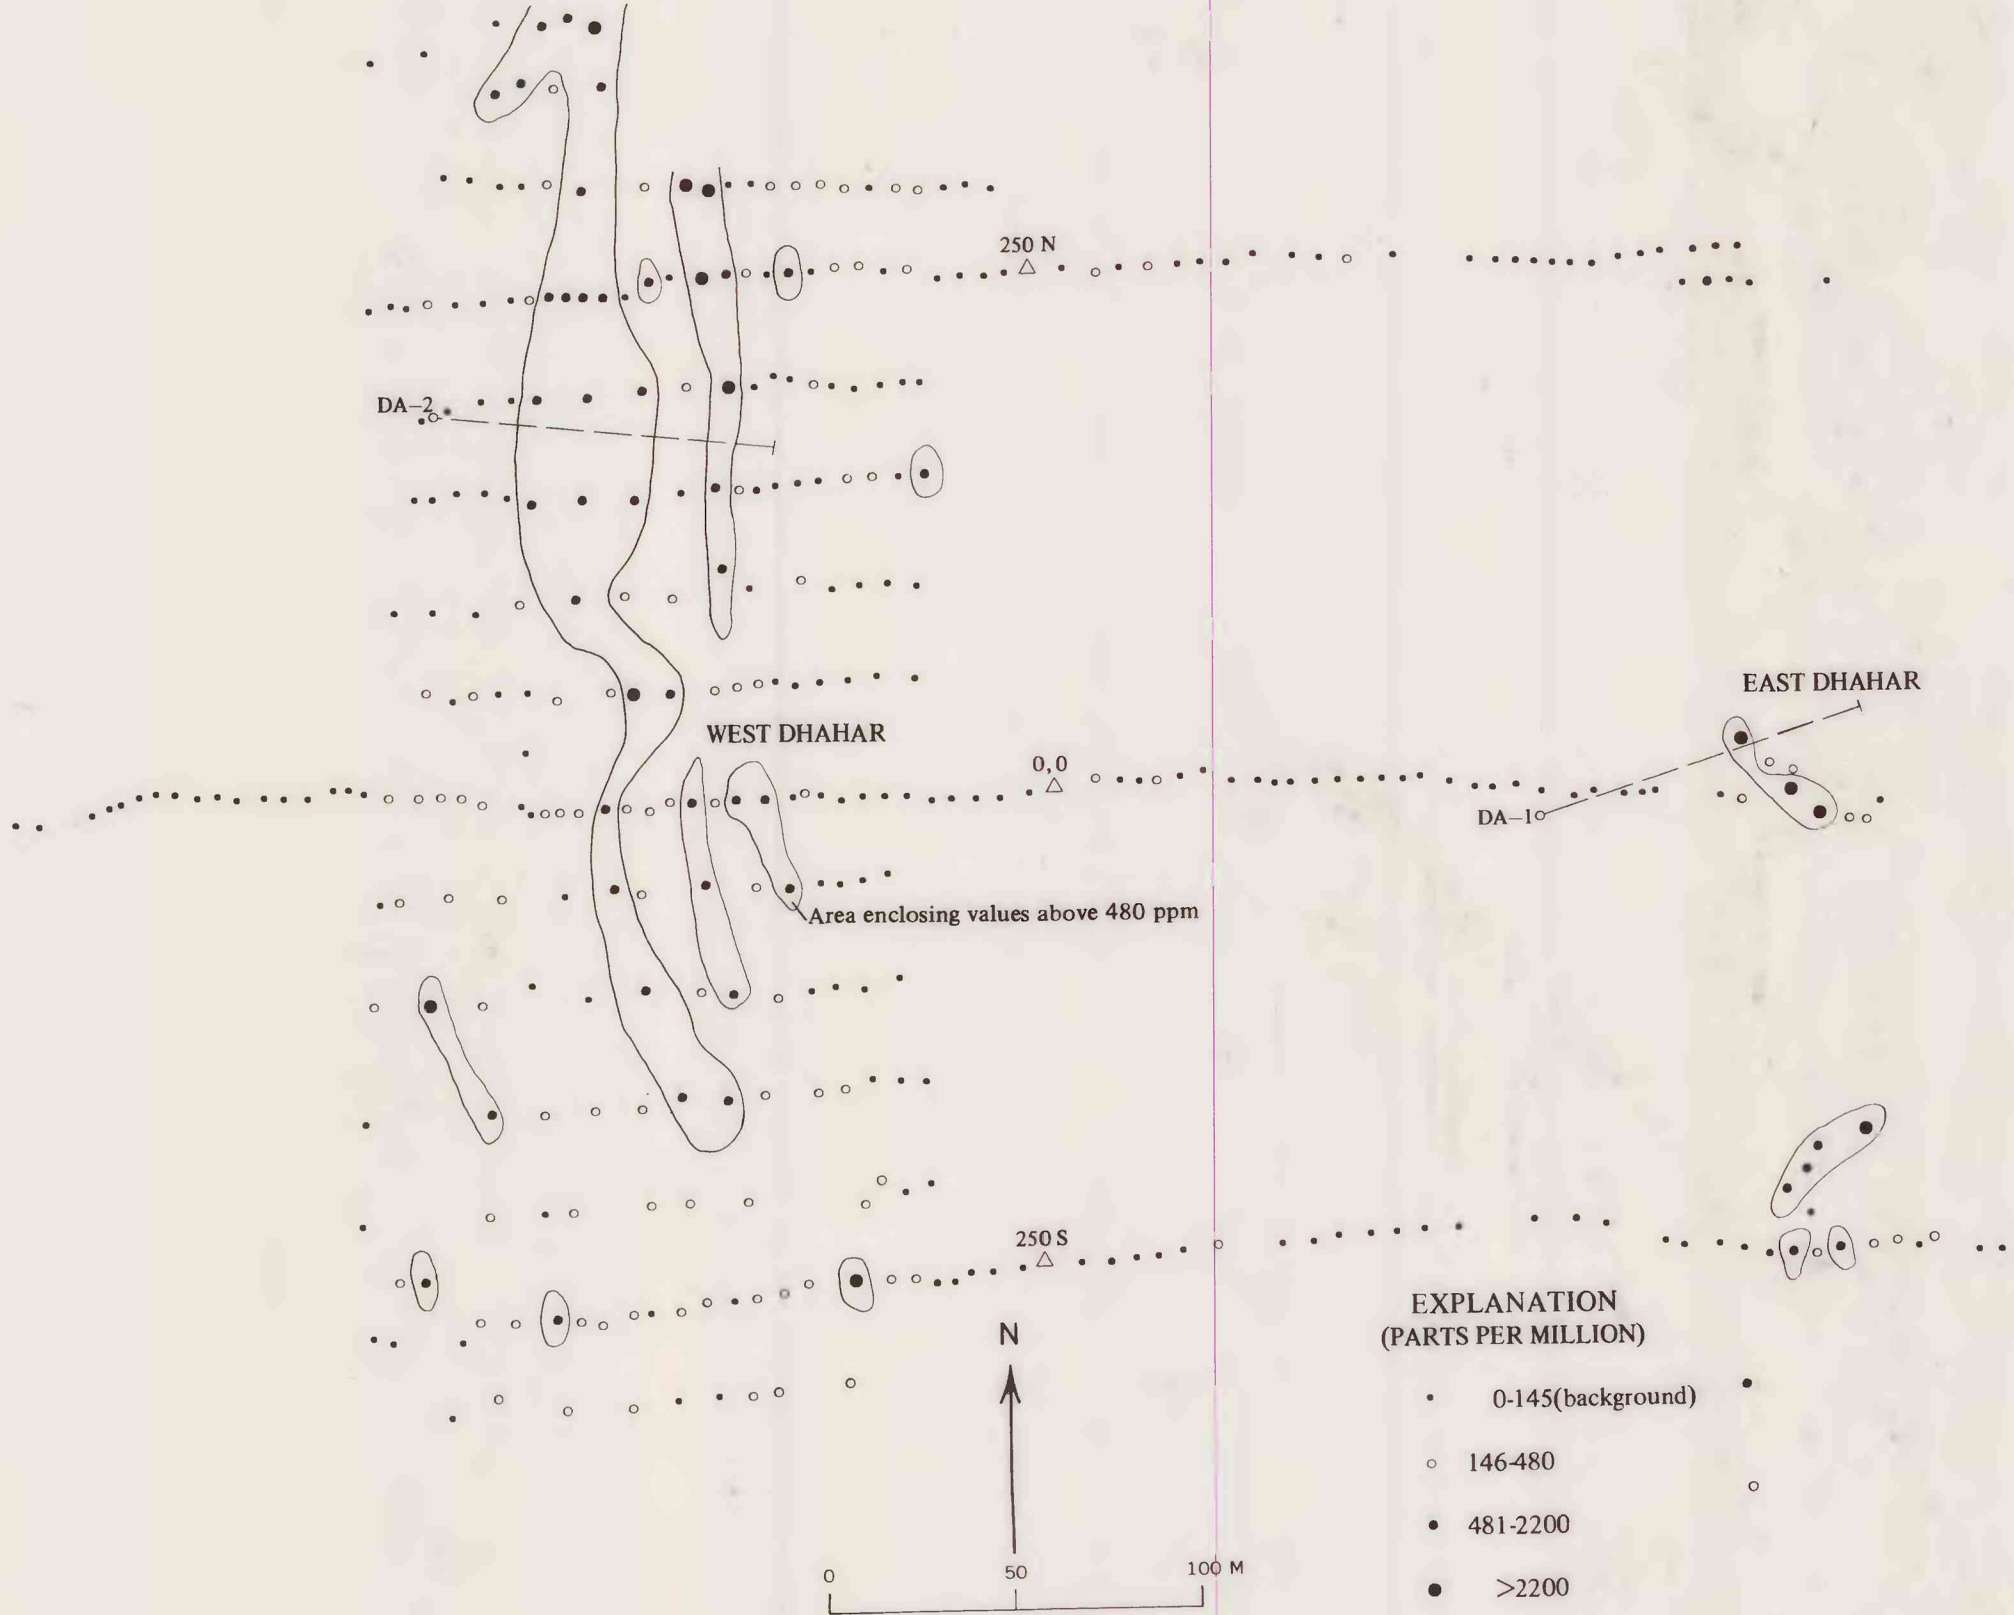 250 N
DA–2
EAST DHAHAR
WEST DHAHAR
0,0
DA–1
Area enclosing values above 480 ppm
250 S
EXPLANATION
(PARTS PER MILLION)
N
0-145(background)
146-480
481-2200
>2200
0 50 100 M